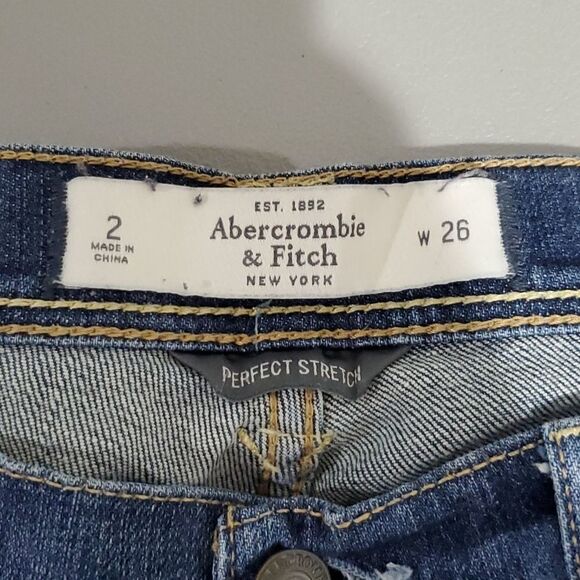 EST. 1892
2
MADE IN
CHINA
Abercrombie
& Fitch
NEW YORK
W 26
PERFECT STRETCH